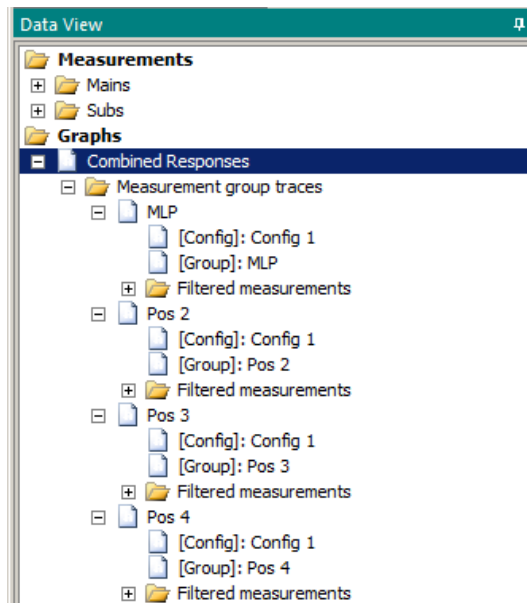 Data View
Measurements
Mains
Subs
Graphs
Combined Responses
Measurement group traces
MLP
[Config]: Config 1
[Group]: MLP
Filtered measurements
Pos 2
[Config]: Config 1
[Group]: Pos 2
Filtered measurements
Pos 3
[Config]: Config 1
[Group]: Pos 3
Filtered measurements
Pos 4
[Config]: Config 1
[Group]: Pos 4
Filtered measurements